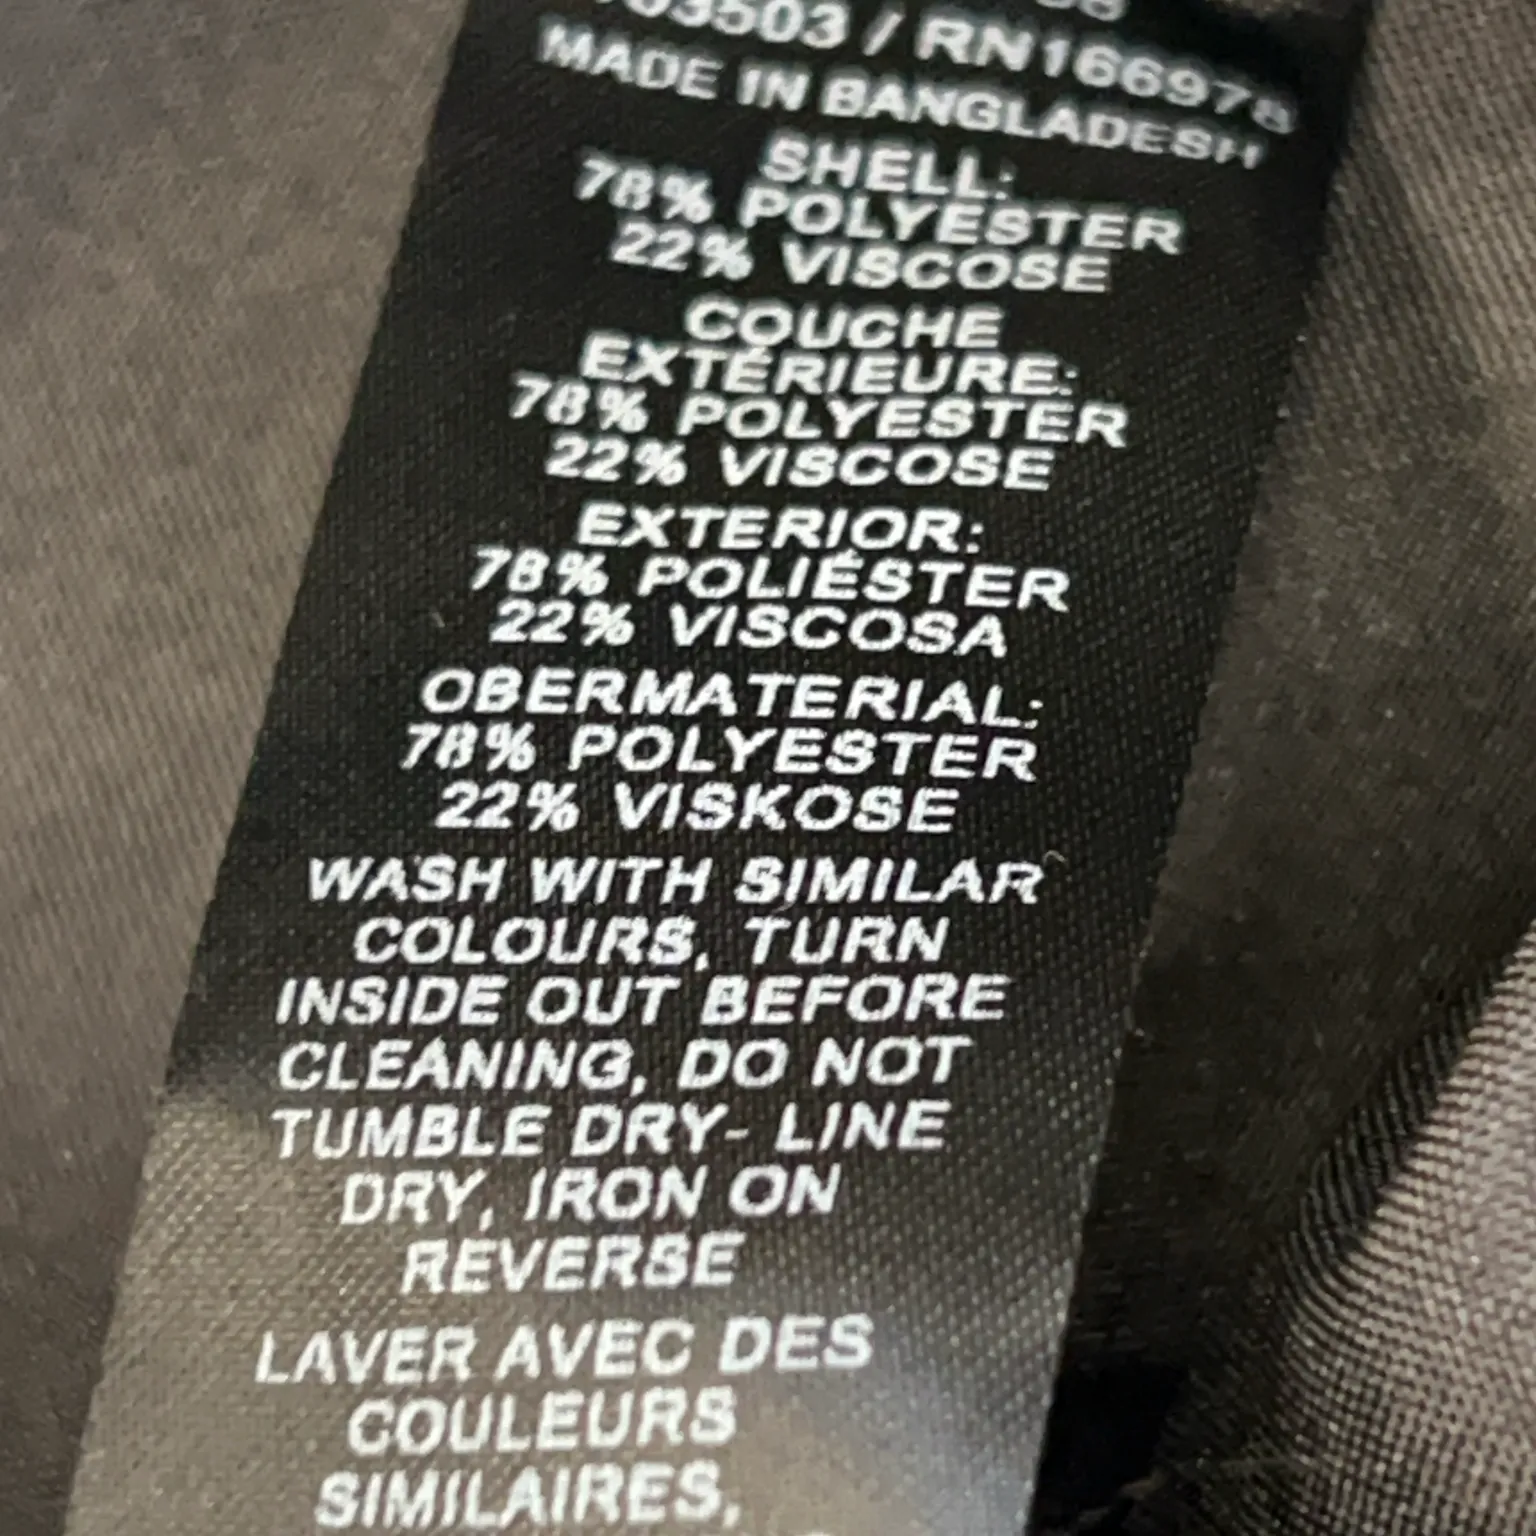 03503 / RN166978
MADE IN BANGLADESH
SHELL:
78% POLYESTER
22% VISCOSE
COUCHE
EXTÉRIEURE:
78% POLYESTER
22% VISCOSE
EXTERIOR:
78% POLIÉSTER
22% VISCOSA
OBERMATERIAL:
78% POLYESTER
22% VISKOSE
WASH WITH SIMILAR
COLOURS, TURN
INSIDE OUT BEFORE
CLEANING, DO NOT
TUMBLE DRY- LINE
DRY, IRON ON
REVERSE
LAVER AVEC DES
COULEURS
SIMILAIRES,